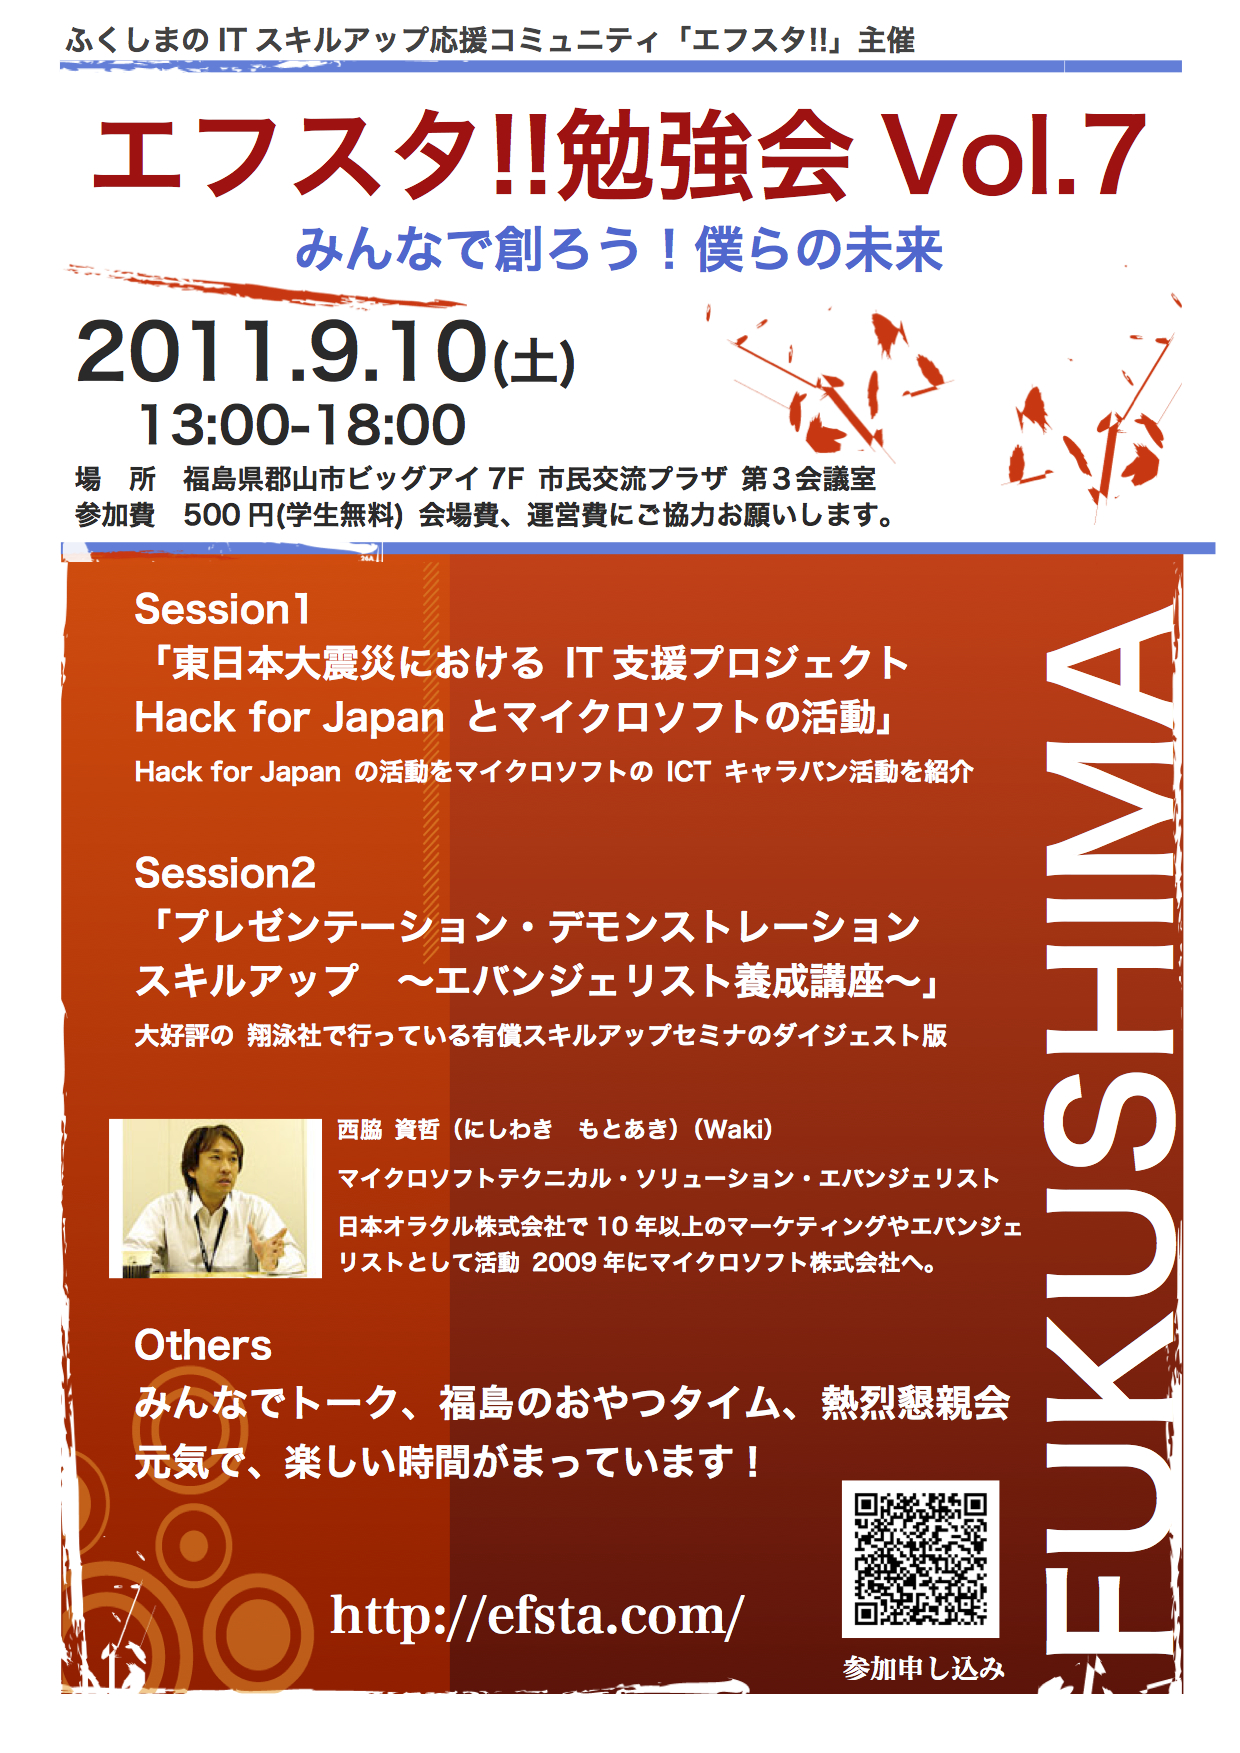 ふくしまの IT スキルアップ応援コミュニティ「エフスタ!!」主催
エフスタ!!勉強会 Vol.7
みんなで創ろう！僕らの未来
2011.9.10(土)
13:00-18:00
場　所　福島県郡山市ビッグアイ 7F 市民交流プラザ 第３会議室
参加費　500 円(学生無料) 会場費、運営費にご協力お願いします。
Session1
「東日本大震災における IT 支援プロジェクト
Hack for Japan とマイクロソフトの活動」
Hack for Japan の活動をマイクロソフトの ICT キャラバン活動を紹介
Session2
「プレゼンテーション・デモンストレーション
スキルアップ　～エバンジェリスト養成講座～」
大好評の 翔泳社で行っている有償スキルアップセミナのダイジェスト版
西脇 資哲（にしわき　もとあき）（Waki）
マイクロソフトテクニカル・ソリューション・エバンジェリスト
日本オラクル株式会社で 10 年以上のマーケティングやエバンジェ
リストとして活動 2009 年にマイクロソフト株式会社へ。
Others
みんなでトーク、福島のおやつタイム、熱烈懇親会
元気で、楽しい時間がまっています！
http://efsta.com/
参加申し込み
FUKUSHIMA